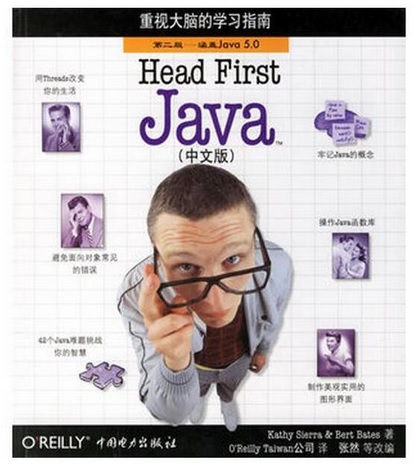 重视大脑的学习指南
第二版——涵盖Java 5.0
Head First
Java™
(中文版)
用Threads改变
你的生活
牢记Java的概念
避免面向对象常见
的错误
操作Java函数库
42个Java难题挑战
你的智慧
制作美观实用的
图形界面
Kathy Sierra & Bert Bates 著
O'Reilly Taiwan公司 译 张然 等改编
O'REILLY® 中国电力出版社